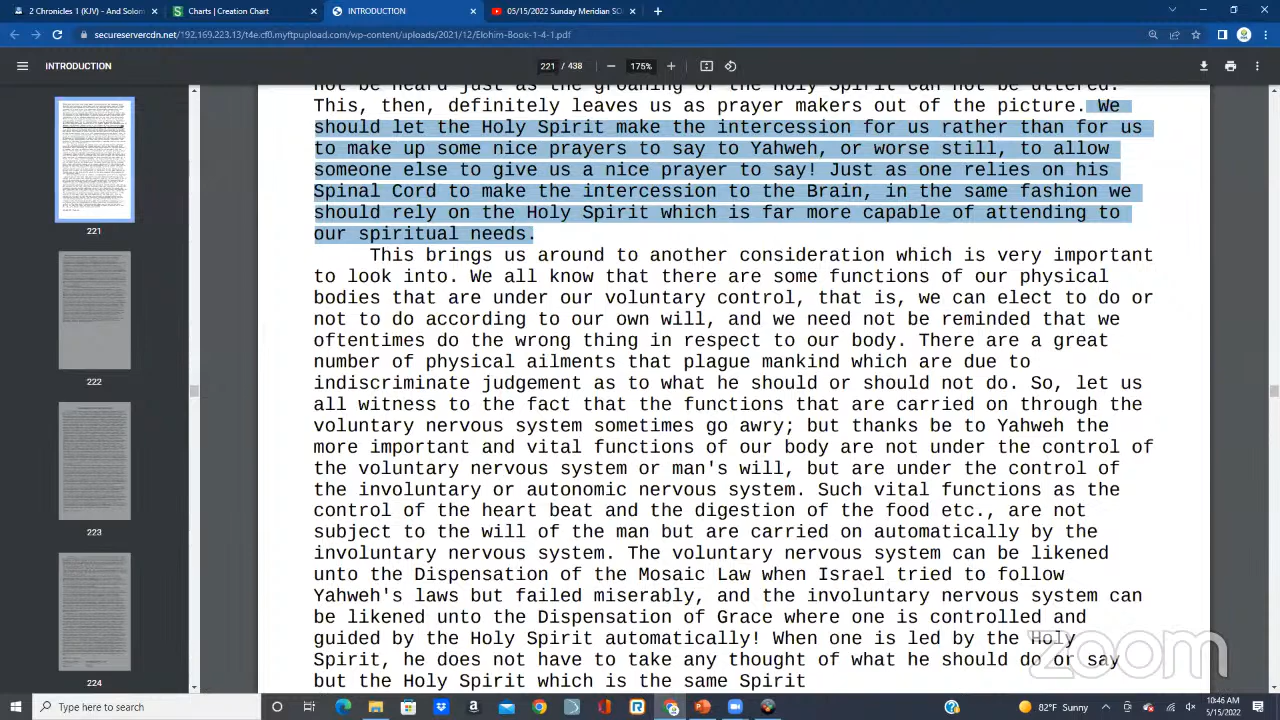 2 Chronicles 1 (KJV) - And Solom
Charts | Creation Chart
INTRODUCTION
05/15/2022 Sunday Meridian SC
secureservercdn.net/192.169.223.13/t4e.cf0.myftpupload.com/wp-content/uploads/2021/12/Elohim-Book-1-4-1.pdf
INTRODUCTION
221 / 438
175%
221
222
223
224
not be heard just as the groaning of the Holy Spirit cannot be uttered.
This, then, definitely leaves us as prayer makers out of the picture. We
should let the Holy Spirit make the intercession for us rather than for us
to make up some nice prayers to say to Yahweh, or worse still, to allow
someone else to give us a nice prayer to say. Just as man relies on his
Spinal Cord to make his intercession to the brain, in the same fashion we
should rely on the Holy Spirit which is far more capable of attending to
our spiritual needs.
This brings us around to another consideration which is very important
to look into. We all know that there are some functions of our physical
bodies that are under our voluntary control, that is, we can elect to do or
not to do according to our own will, and we need not be reminded that we
oftentimes do the wrong thing in respect to our body. There are a great
number of physical ailments that plague mankind which are due to
indiscriminate judgement as to what he should or should not do. So, let us
all witness to the fact that the functions that are carried on through the
voluntary nervous system sometimes go awry, but thanks be to Yahweh the
more important or vital functions of the body are not under the control of
the voluntary nervous system or man's will, but are under the control of
the involuntary or autonomic nervous system. Such vital functions as the
control of the heart beat and the digestion of the food etc., are not
subject to the will of the man but are carried on automatically by the
involuntary nervous system. The voluntary nervous system can be likened
unto the Dispensation of the Mosaic Law when Israel tried to follow
Yahweh's laws but failed miserably, and the involuntary nervous system can
be likened unto the Dispensation of Grace where one is controlled and
guided by the Holy Spirit automatically when one is led by the Holy
Spirit, he does not have to take any thought of what he should do or say
but the Holy Spirit which is the same Spirit
zoom
Type here to search
82°F Sunny
10:46 AM
5/15/2022